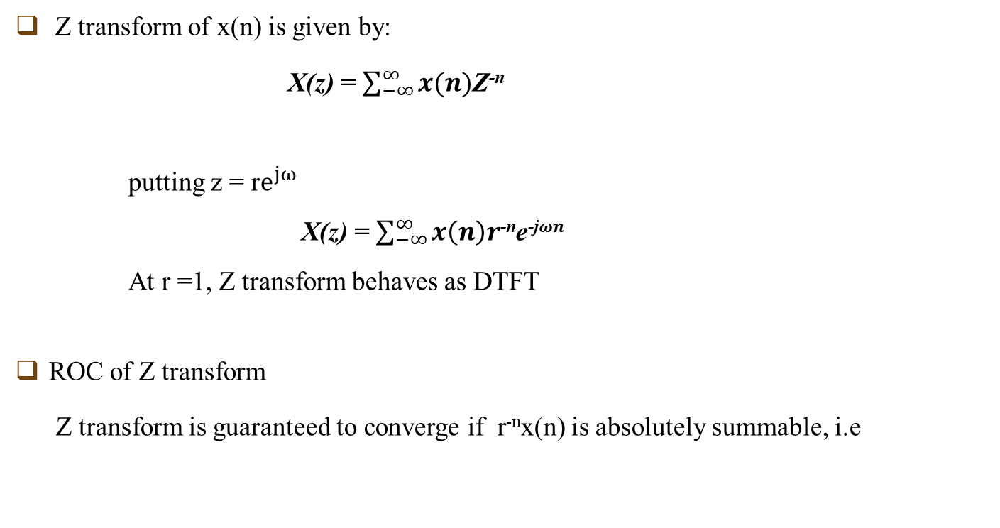 ❑ Z transform of x(n) is given by:
X(z) = ∑^∞_−∞ x(n)Z^-n
putting z = re^jω
X(z) = ∑^∞_−∞ x(n)r^-n e^-jωn
At r =1, Z transform behaves as DTFT
❑ ROC of Z transform
Z transform is guaranteed to converge if r^-n x(n) is absolutely summable, i.e